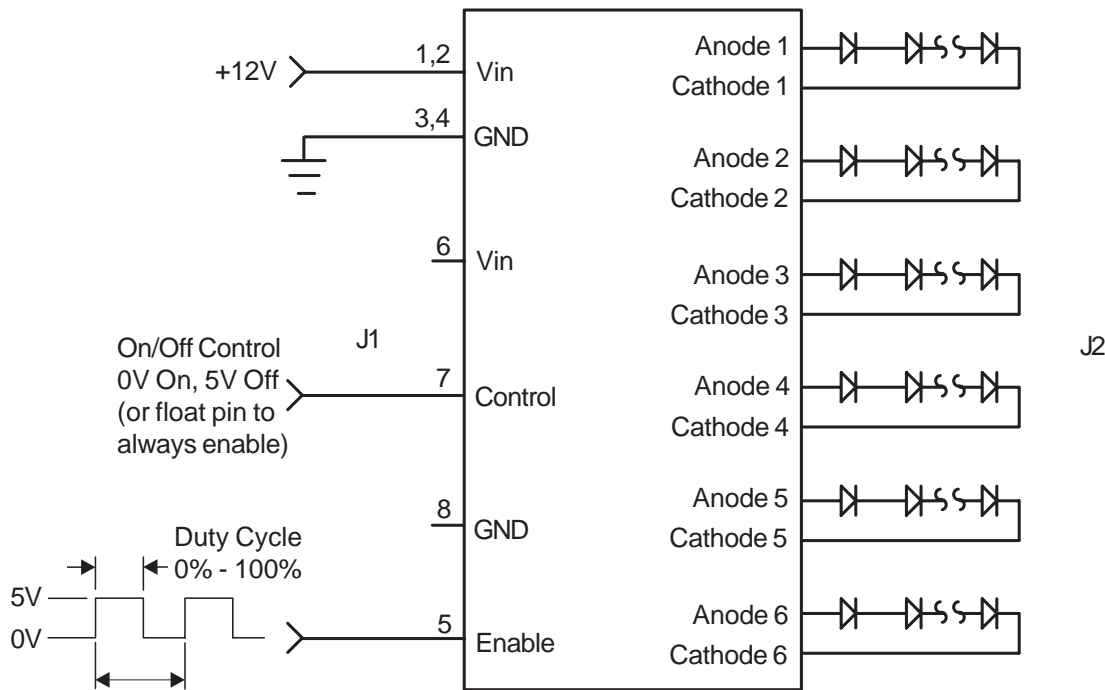 +12V
1,2
Vin
3,4
GND
6
Vin
J1
On/Off Control
0V On, 5V Off
(or float pin to
always enable)
7
Control
8
GND
Duty Cycle
0% - 100%
5V
0V
5
Enable
Anode 1
Cathode 1
Anode 2
Cathode 2
Anode 3
Cathode 3
Anode 4
Cathode 4
Anode 5
Cathode 5
Anode 6
Cathode 6
J2